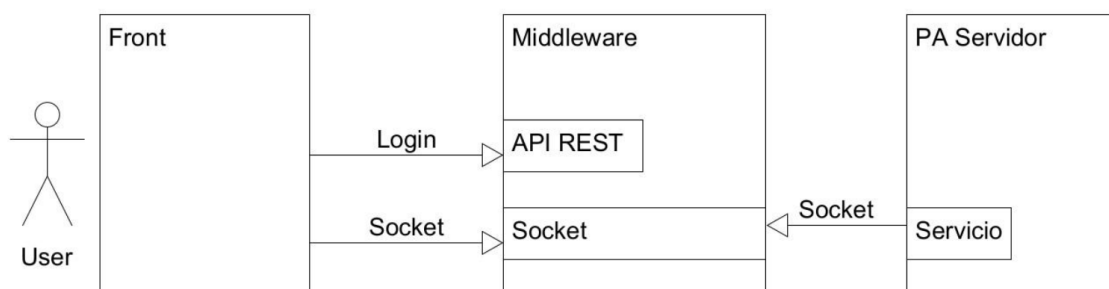 Front
Middleware
PA Servidor
Login
API REST
Socket
Socket
Socket
Servicio
User